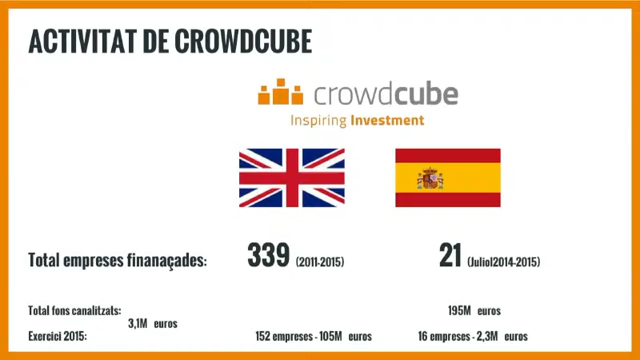 ACTIVITAT DE CROWDCUBE
crowdcube
Inspiring Investment
Total empreses finanaçades: 339 (2011-2015) 21 (Juliol2014-2015)
Total fons canalitzats: 195M euros
3,1M euros
Exercici 2015: 152 empreses - 105M euros 16 empreses - 2,3M euros